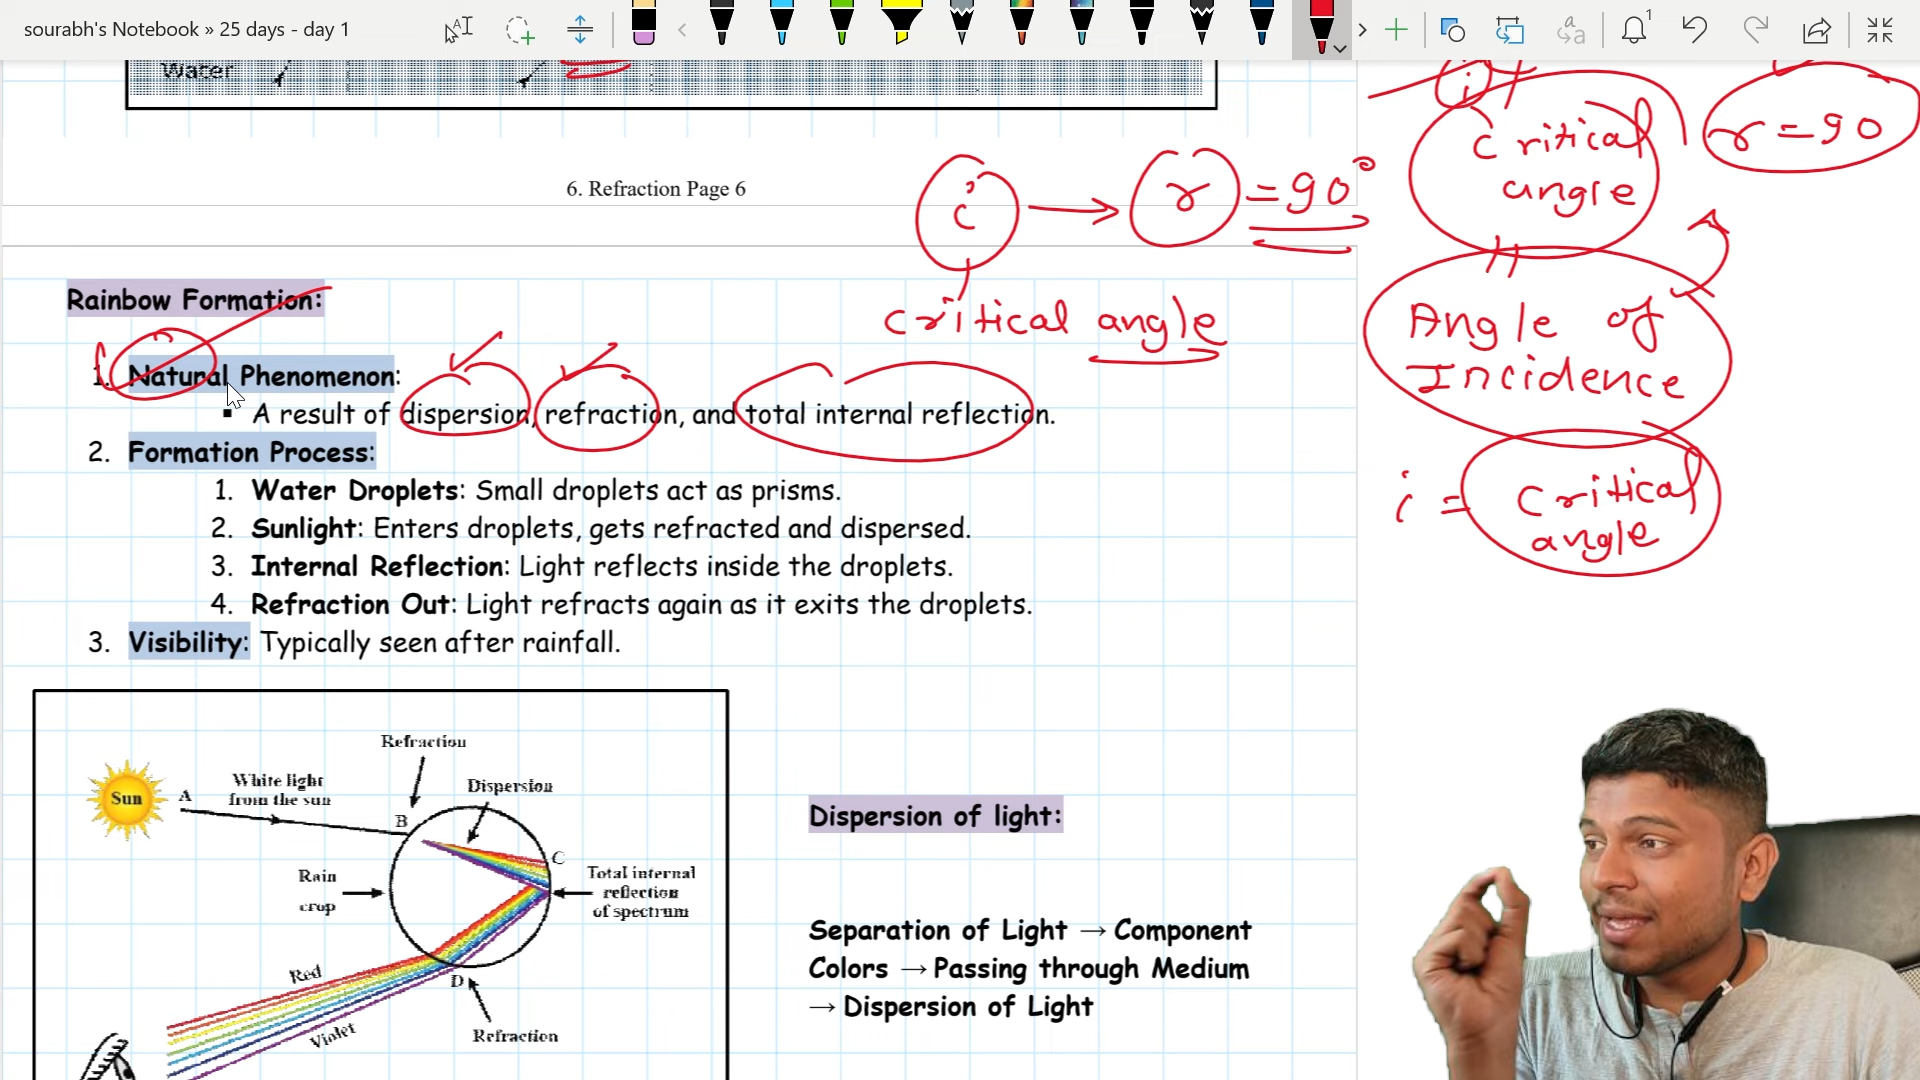 sourabh's Notebook » 25 days - day 1
Water
6. Refraction Page 6
i → r = 90°
critical angle
r = 90
critical
angle
Angle of
Incidence
i = critical
angle
Rainbow Formation:
1. Natural Phenomenon:
▪ A result of dispersion, refraction, and total internal reflection.
2. Formation Process:
1. Water Droplets: Small droplets act as prisms.
2. Sunlight: Enters droplets, gets refracted and dispersed.
3. Internal Reflection: Light reflects inside the droplets.
4. Refraction Out: Light refracts again as it exits the droplets.
3. Visibility: Typically seen after rainfall.
Refraction
Dispersion
Sun
A
White light
from the sun
B
C
Rain
crop
Total internal
reflection
of spectrum
Red
D
Violet
Refraction
Dispersion of light:
Separation of Light → Component
Colors → Passing through Medium
→ Dispersion of Light